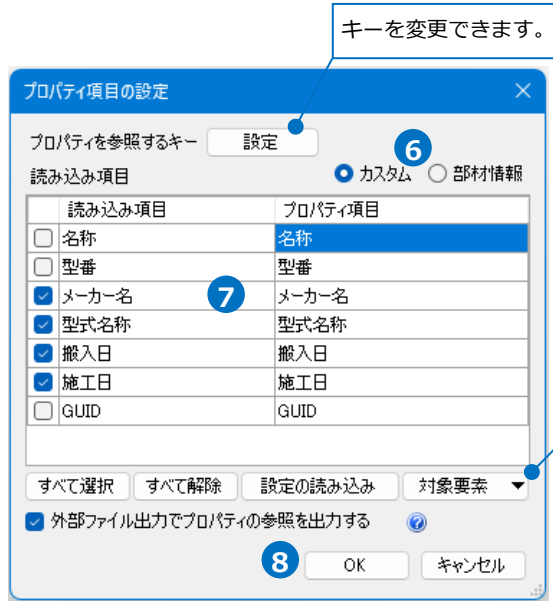 キーを変更できます。
プロパティ項目の設定
プロパティを参照するキー 設定
6
読み込み項目 カスタム 部材情報
読み込み項目 プロパティ項目
名称 名称
型番 型番
メーカー名 7 メーカー名
型式名称 型式名称
搬入日 搬入日
施工日 施工日
GUID GUID
すべて選択 すべて解除 設定の読み込み 対象要素
外部ファイル出力でプロパティの参照を出力する
8 OK キャンセル